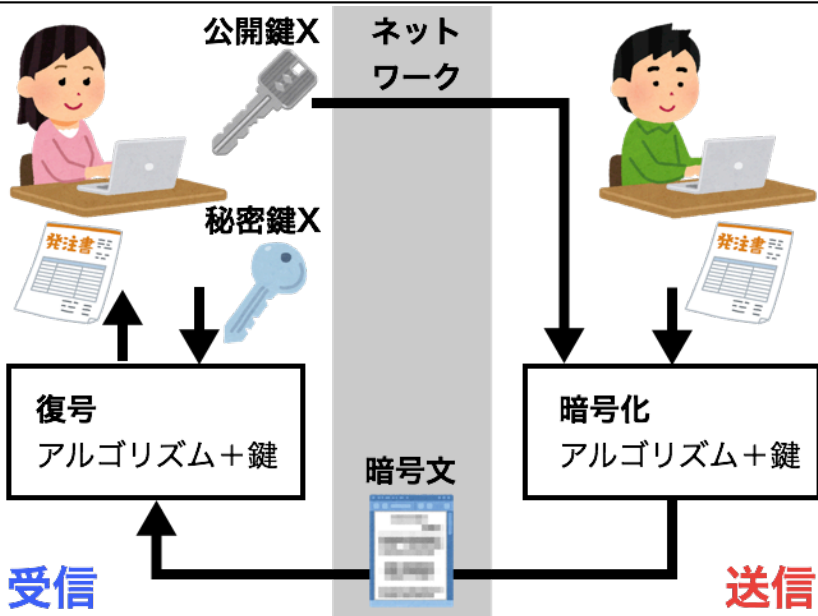 公開鍵X
ネット
ワーク
秘密鍵X
発注書
発注書
復号
アルゴリズム+鍵
暗号化
アルゴリズム+鍵
暗号文
受信
送信